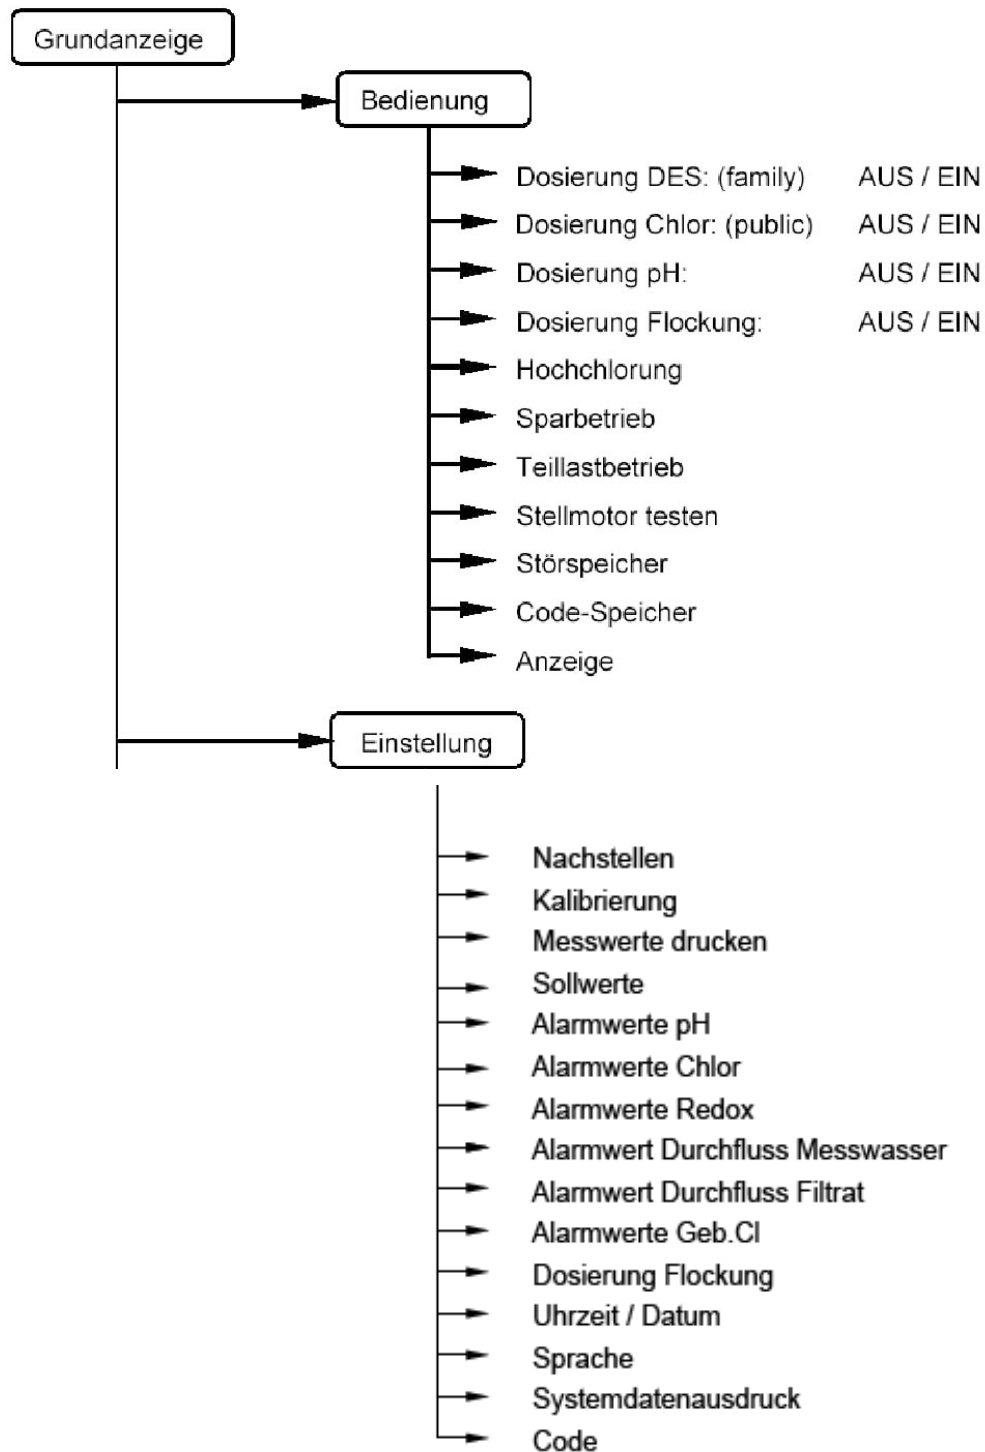 Grundanzeige
Bedienung
Dosierung DES: (family) AUS / EIN
Dosierung Chlor: (public) AUS / EIN
Dosierung pH: AUS / EIN
Dosierung Flockung: AUS / EIN
Hochchlorung
Sparbetrieb
Teillastbetrieb
Stellmotor testen
Störspeicher
Code-Speicher
Anzeige
Einstellung
Nachstellen
Kalibrierung
Messwerte drucken
Sollwerte
Alarmwerte pH
Alarmwerte Chlor
Alarmwerte Redox
Alarmwert Durchfluss Messwasser
Alarmwert Durchfluss Filtrat
Alarmwerte Geb.Cl
Dosierung Flockung
Uhrzeit / Datum
Sprache
Systemdatenausdruck
Code